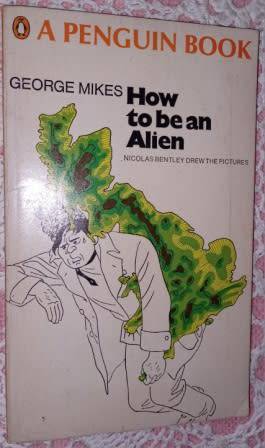 A PENGUIN BOOK
GEORGE MIKES How
to be an
Alien
NICOLAS BENTLEY DREW THE PICTURES